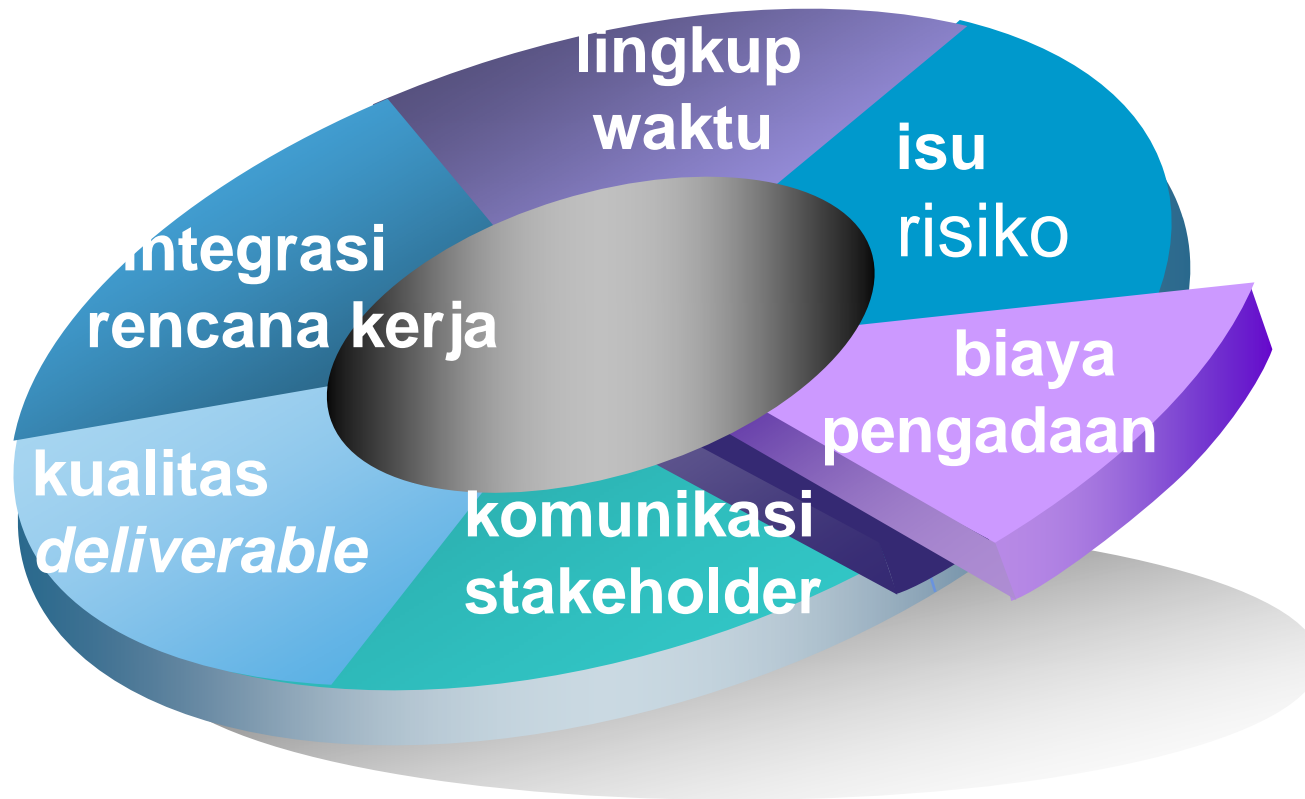 lingkup
waktu
isu
risiko
integrasi
rencana kerja
biaya
pengadaan
kualitas
deliverable
komunikasi
stakeholder